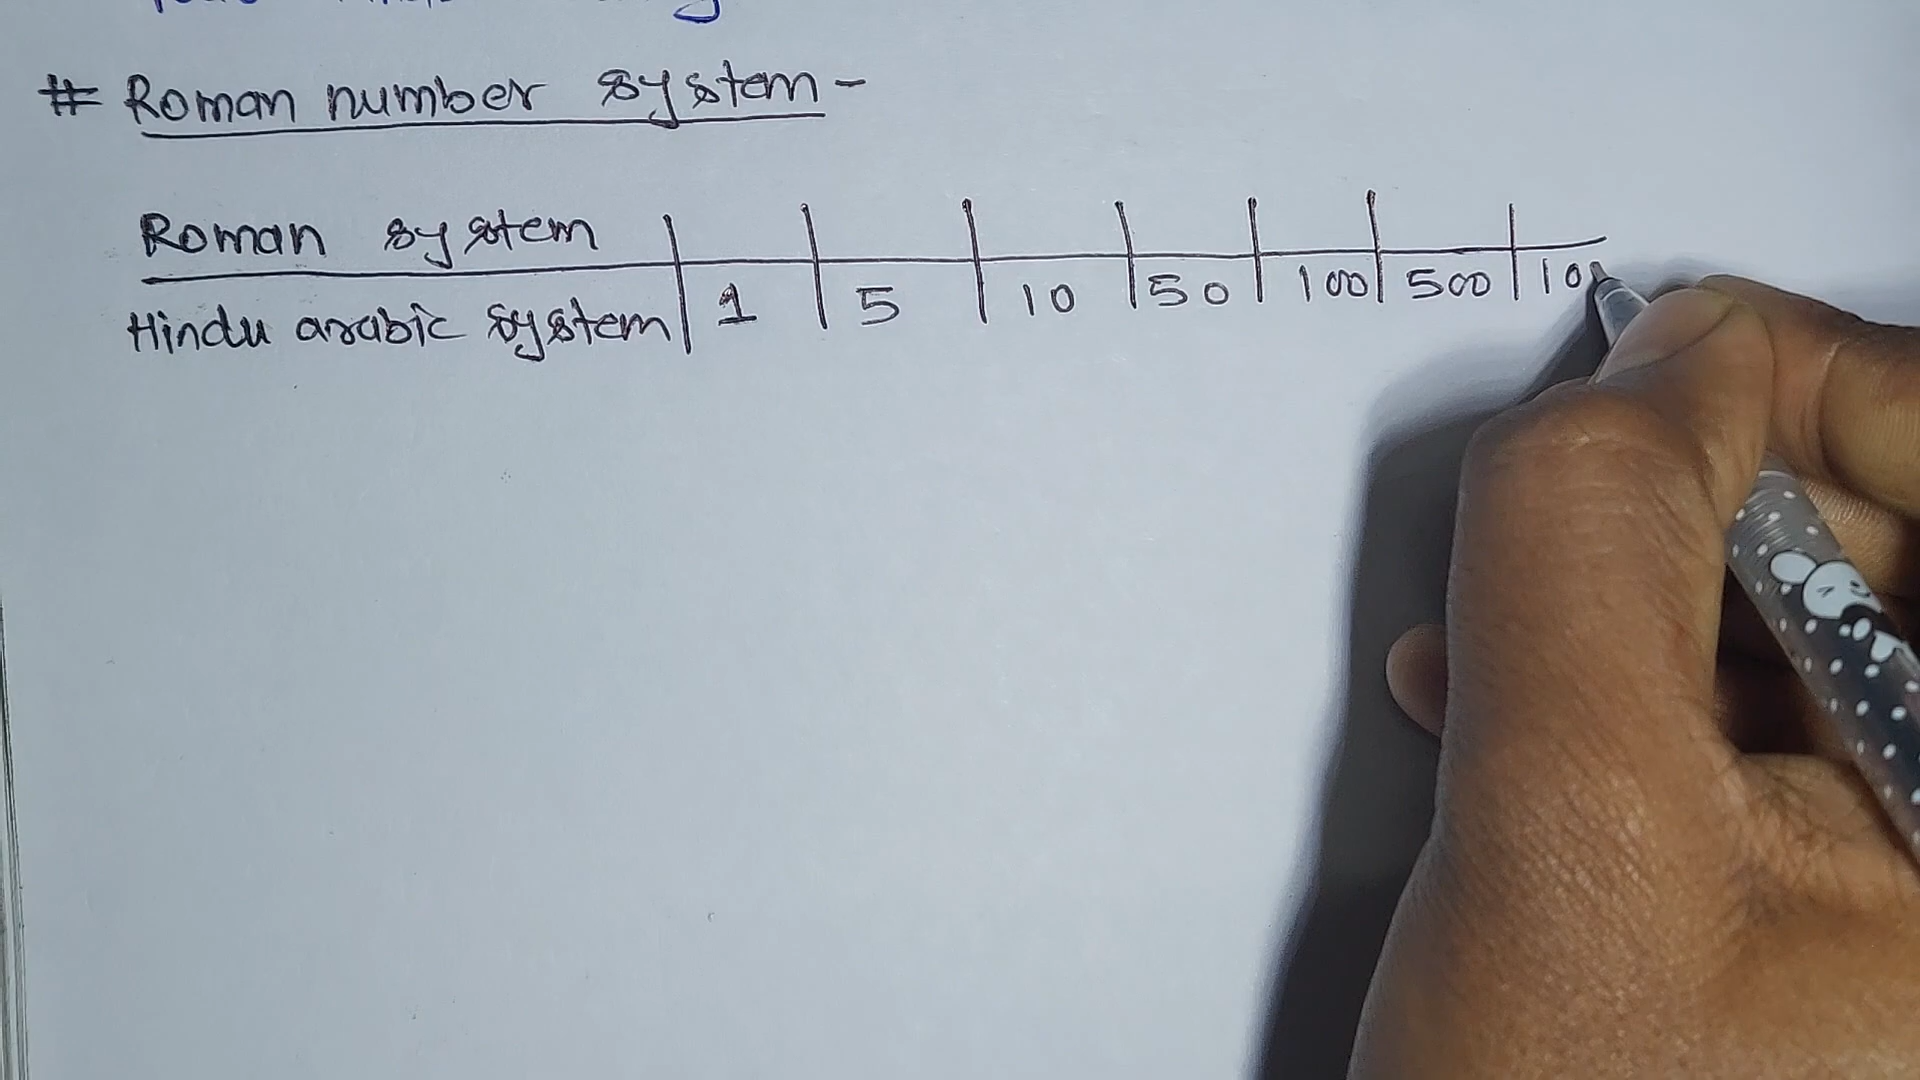 # Roman number system -
Roman system
Hindu arabic system | 1 | 5 | 10 | 50 | 100 | 500 | 10